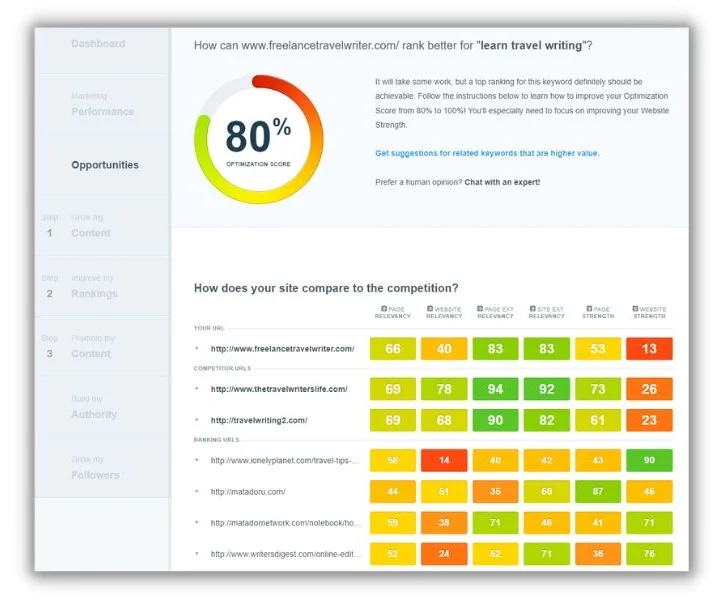 Dashboard
Marketing
Performance
Opportunities
Step Grow my
1 Content
Step Improve my
2 Rankings
Step Promote my
3 Content
Build my
Authority
Grow my
Followers
How can www.freelancetravelwriter.com/ rank better for "learn travel writing"?
80%
OPTIMIZATION SCORE
It will take some work, but a top ranking for this keyword definitely should be
achievable. Follow the instructions below to learn how to improve your Optimization
Score from 80% to 100%! You'll especially need to focus on improving your Website
Strength.
Get suggestions for related keywords that are higher value.
Prefer a human opinion? Chat with an expert!
How does your site compare to the competition?
PAGE RELEVANCY WEBSITE RELEVANCY PAGE EXT RELEVANCY SITE EXT RELEVANCY PAGE STRENGTH WEBSITE STRENGTH
YOUR URL
http://www.freelancetravelwriter.com/ 66 40 83 83 53 13
COMPETITOR URLS
http://www.thetravelwriterslife.com/ 69 78 94 92 73 26
http://travelwriting2.com/ 69 68 90 82 61 23
RANKING URLS
http://www.lonelyplanet.com/travel-tips-... 56 14 40 42 43 90
http://matadoru.com/ 44 51 35 60 87 46
http://matadornetwork.com/notebook/ho... 59 38 71 46 41 71
http://www.writersdigest.com/online-edit... 52 24 52 71 36 76